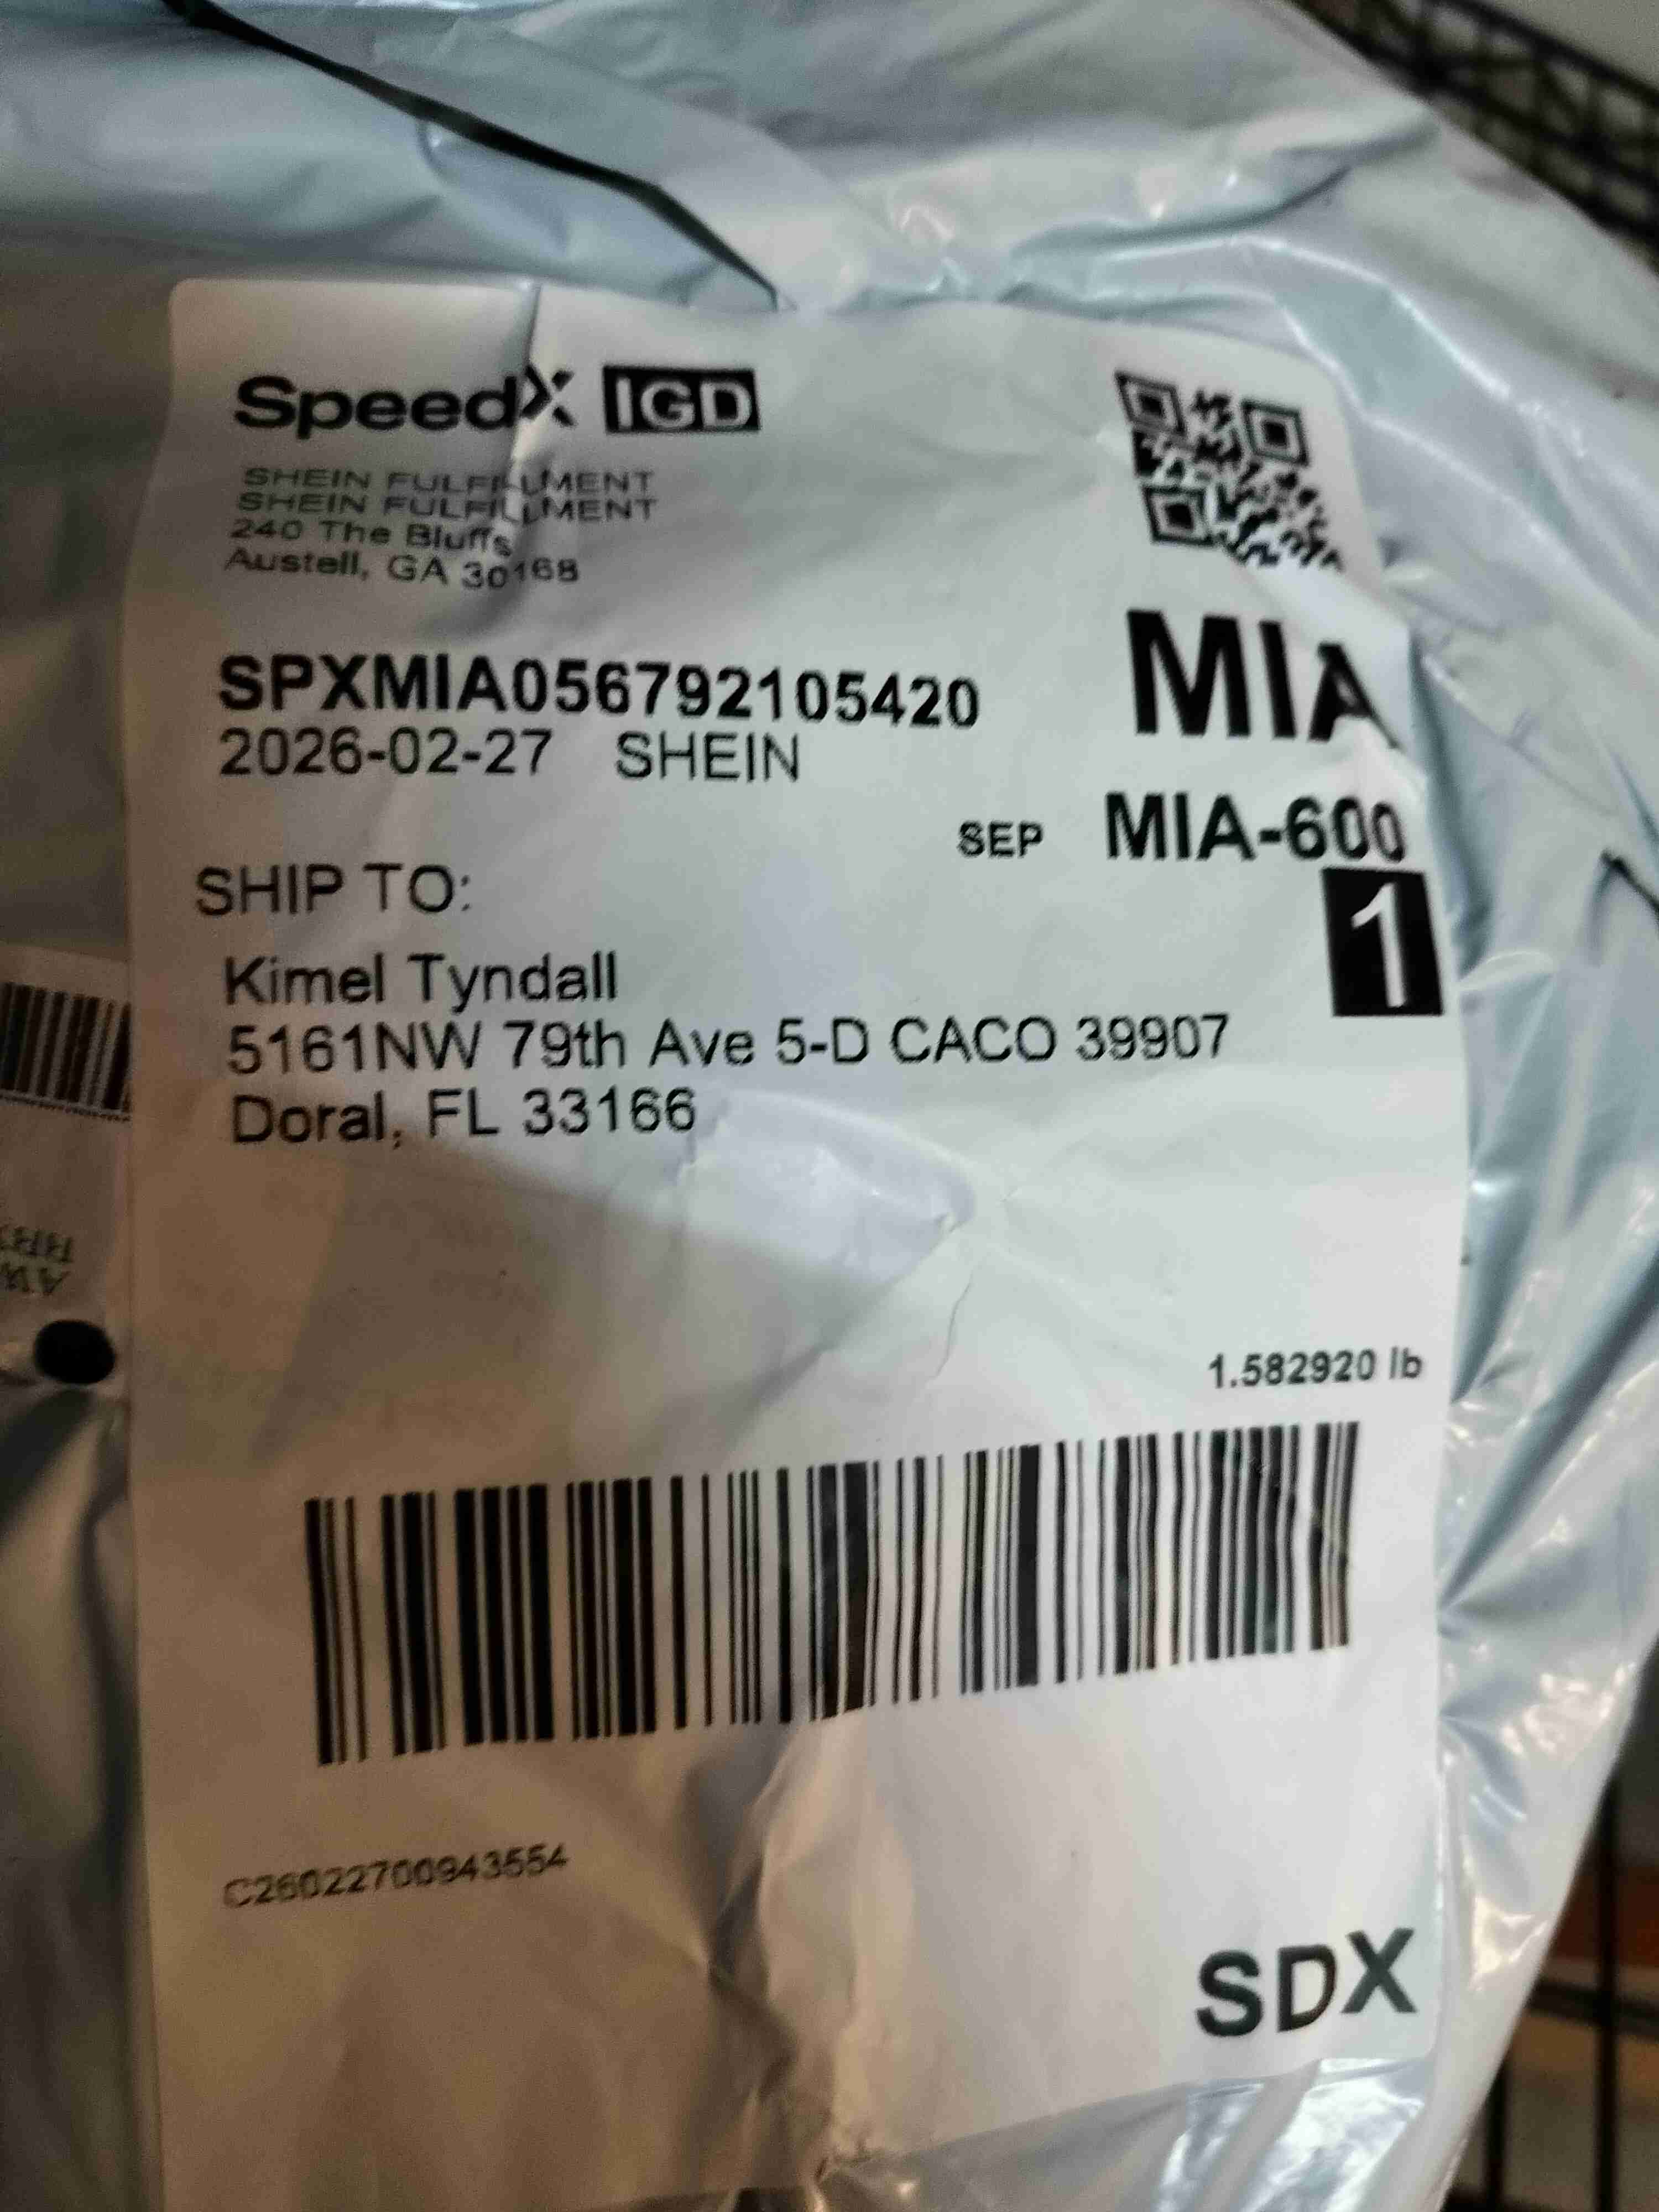 SpeedX IGD
SHEIN FULFILLMENT
SHEIN FULFILLMENT
240 The Bluffs
Austell, GA 30168
MIA
SPXMIA056792105420
2026-02-27 SHEIN
SEP MIA-600
1
SHIP TO:
Kimel Tyndall
5161NW 79th Ave 5-D CACO 39907
Doral, FL 33166
1.582920 lb
C26022700943554
SDX